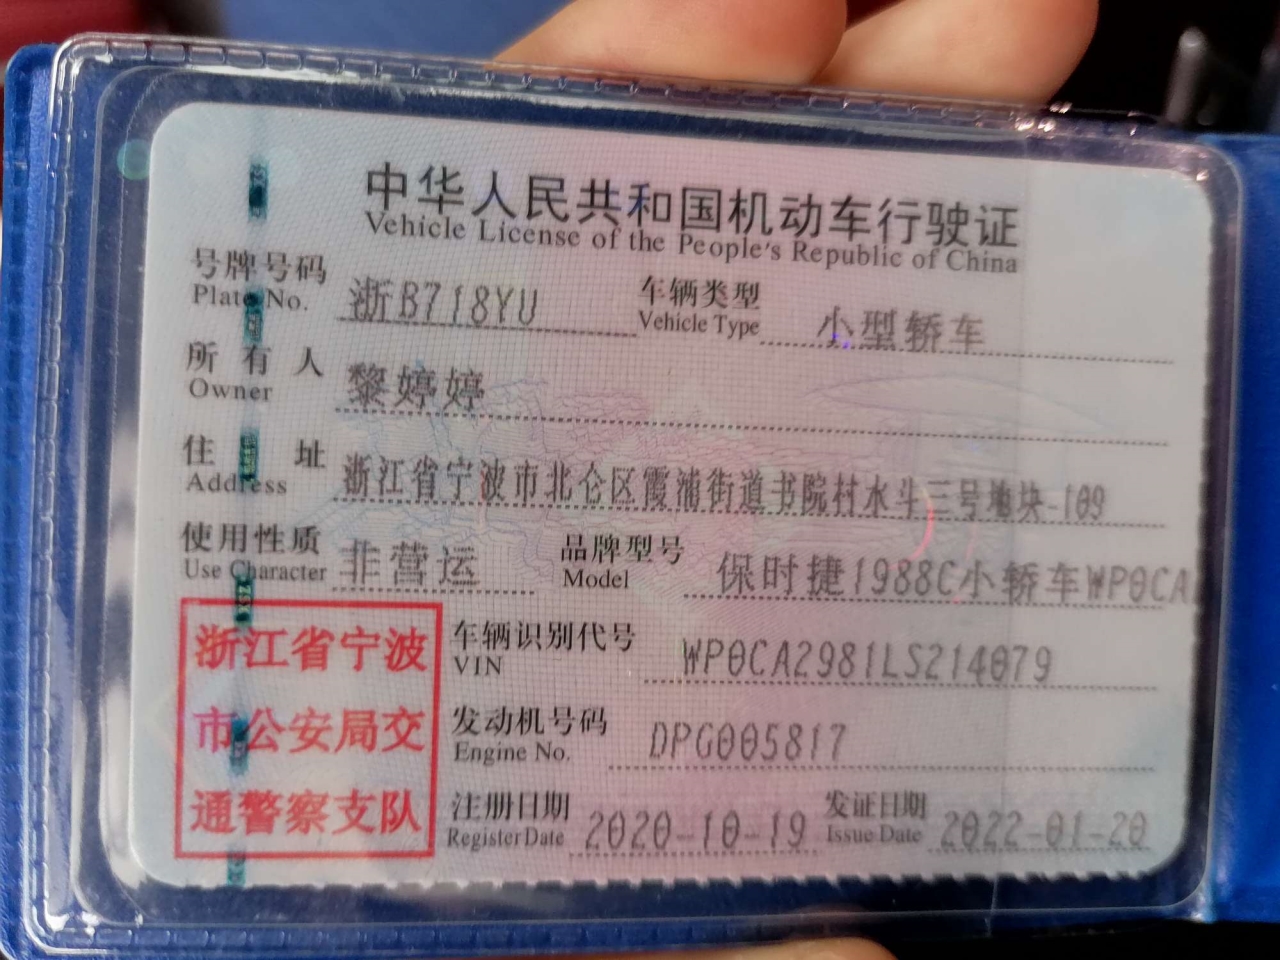 中华人民共和国机动车行驶证
Vehicle License of the People's Republic of China
号牌号码 浙B718YU 车辆类型 小型轿车
Plate No. Vehicle Type
所有人 黎婷婷
Owner
住址 浙江省宁波市北仑区霞浦街道书院村水斗三号地块-109
Address
使用性质 非营运 品牌型号 保时捷1988C小轿车WP0CA
Use Character Model
浙江省宁波
市公安局交
通警察支队
车辆识别代号 WP0CA2981LS214079
VIN
发动机号码 DPG005817
Engine No.
注册日期 2020-10-19 发证日期 2022-01-20
Register Date Issue Date